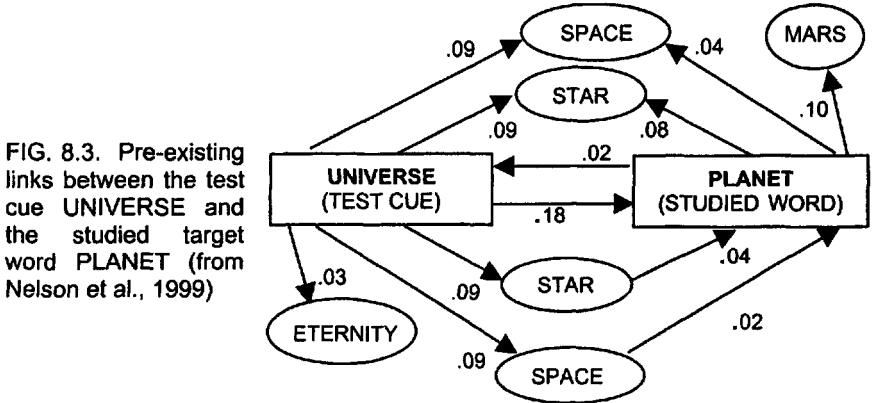 FIG. 8.3. Pre-existing
links between the test
cue UNIVERSE and
the studied target
word PLANET (from
Nelson et al., 1999)
SPACE
MARS
.09
.04
STAR
.10
.09
.08
UNIVERSE
(TEST CUE)
.02
.18
PLANET
(STUDIED WORD)
.03
.09
STAR
.04
ETERNITY
.09
.02
SPACE